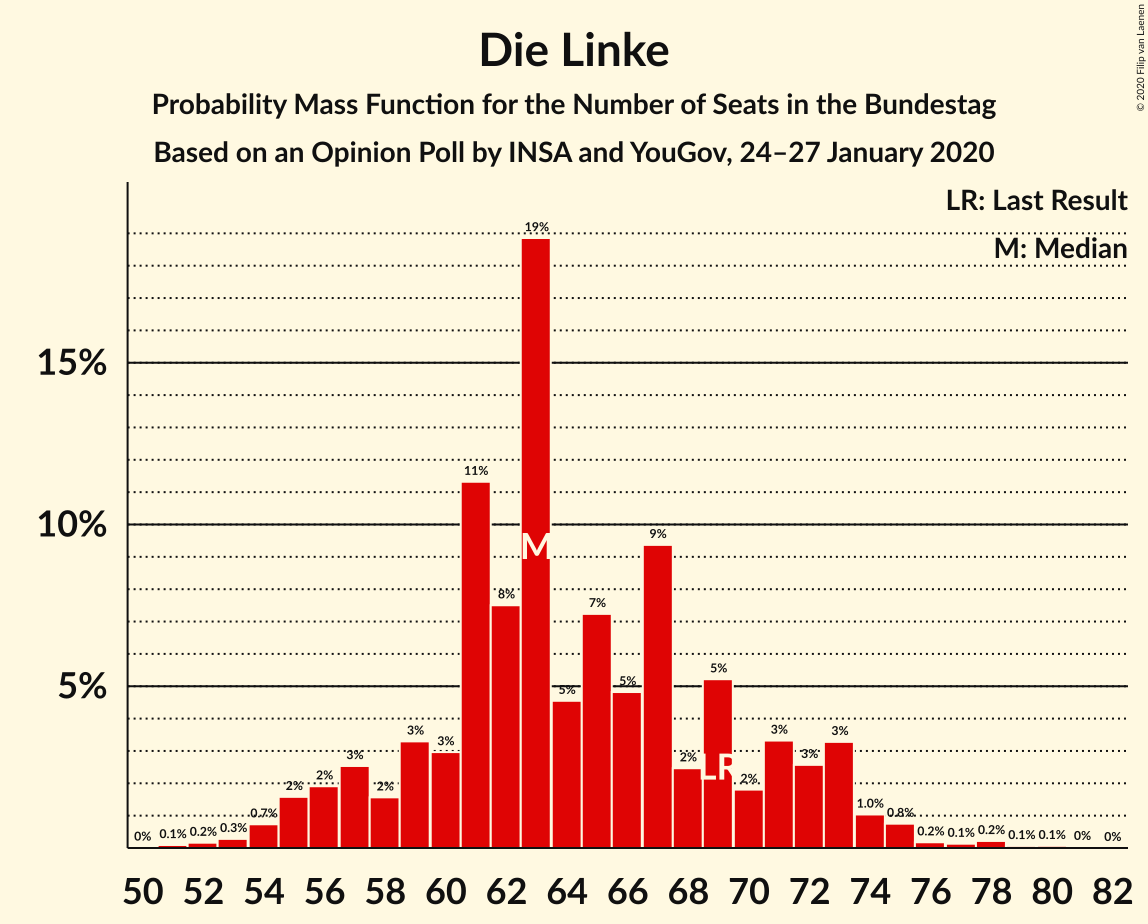 Die Linke
Probability Mass Function for the Number of Seats in the Bundestag
Based on an Opinion Poll by INSA and YouGov, 24–27 January 2020
© 2020 Filip van Laenen
LR: Last Result
M: Median
15%
10%
5%
0% 0.1% 0.2% 0.3% 0.7% 2% 2% 3% 2% 3% 3% 11% 8% 19% 5% 7% 5% 9% 2% 5% 2% 3% 3% 3% 1.0% 0.8% 0.2% 0.1% 0.2% 0.1% 0.1% 0% 0%
M
LR
50 52 54 56 58 60 62 64 66 68 70 72 74 76 78 80 82